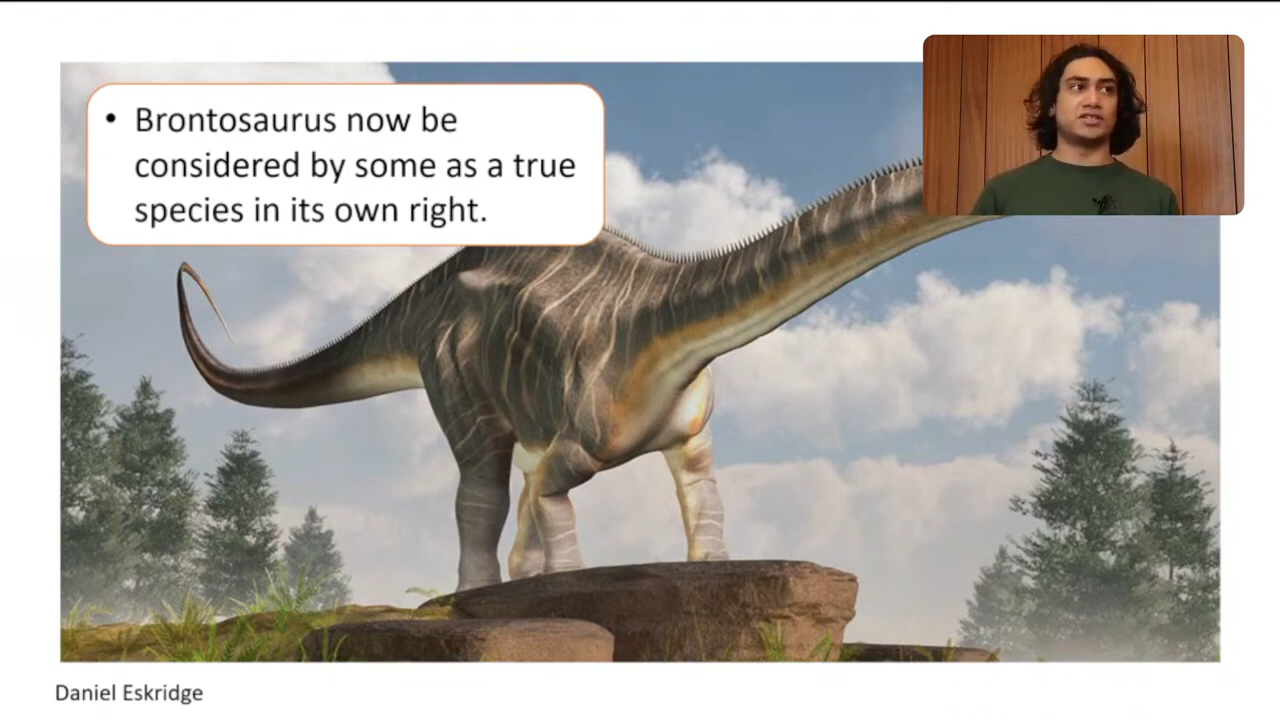 • Brontosaurus now be
considered by some as a true
species in its own right.
Daniel Eskridge